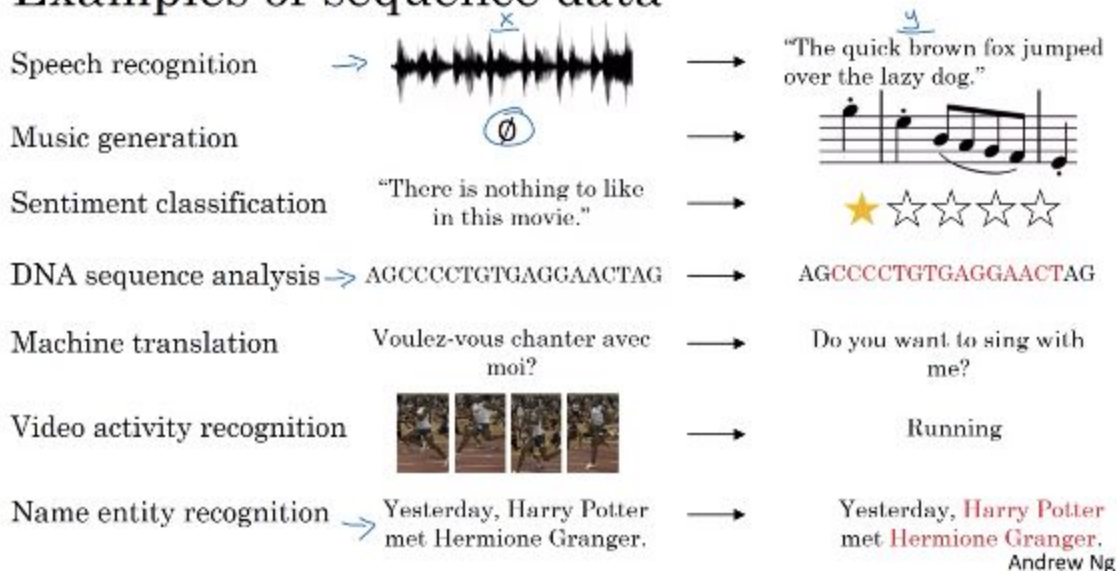 Examples of sequence data
x
y
Speech recognition
“The quick brown fox jumped
over the lazy dog.”
Music generation
Ø
Sentiment classification
“There is nothing to like
in this movie.”
DNA sequence analysis
AGCCCCTGTGAGGAACTAG
AGCCCCTGTGAGGAACTAG
Machine translation
Voulez-vous chanter avec
moi?
Do you want to sing with
me?
Video activity recognition
Running
Name entity recognition
Yesterday, Harry Potter
met Hermione Granger.
Yesterday, Harry Potter
met Hermione Granger.
Andrew Ng